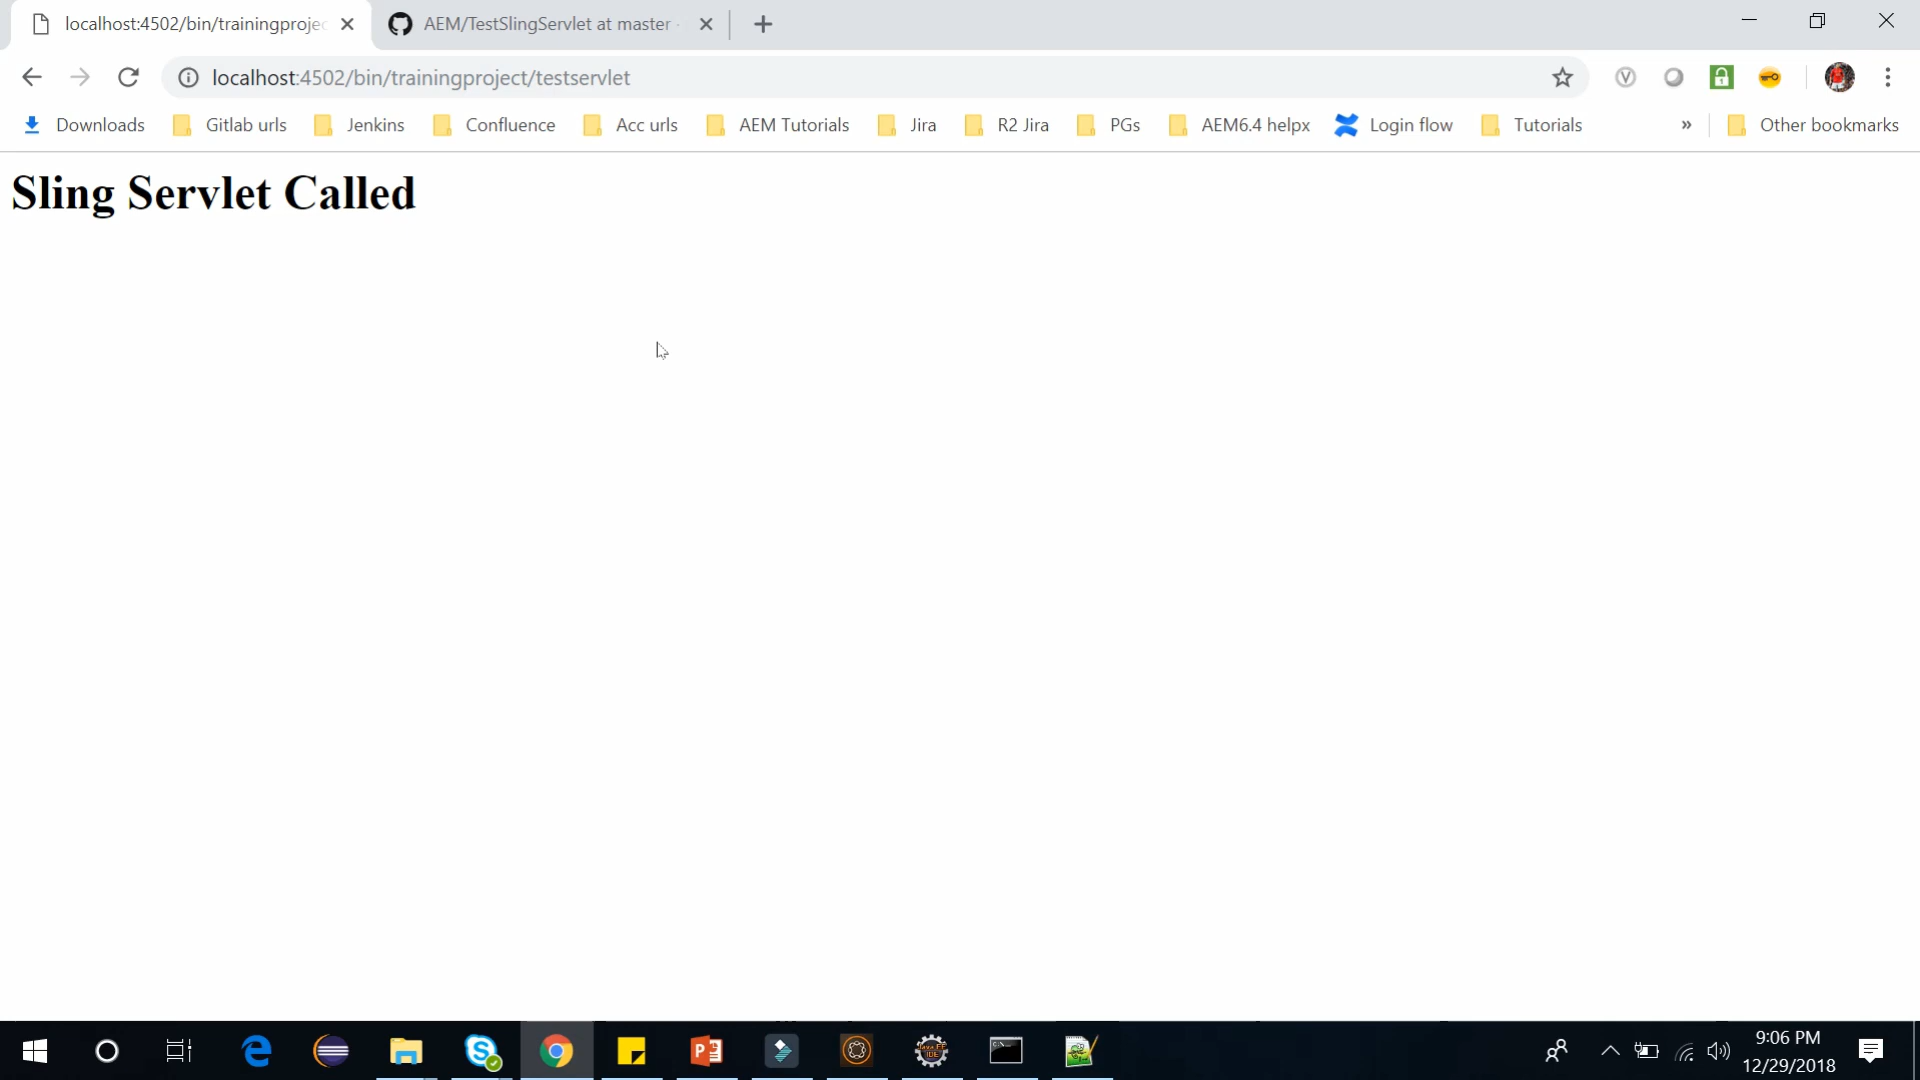 localhost:4502/bin/trainingprojec
AEM/TestSlingServlet at master
localhost:4502/bin/trainingproject/testservlet
Downloads Gitlab urls Jenkins Confluence Acc urls AEM Tutorials Jira R2 Jira PGs AEM6.4 helpx Login flow Tutorials » Other bookmarks
Sling Servlet Called
9:06 PM
12/29/2018